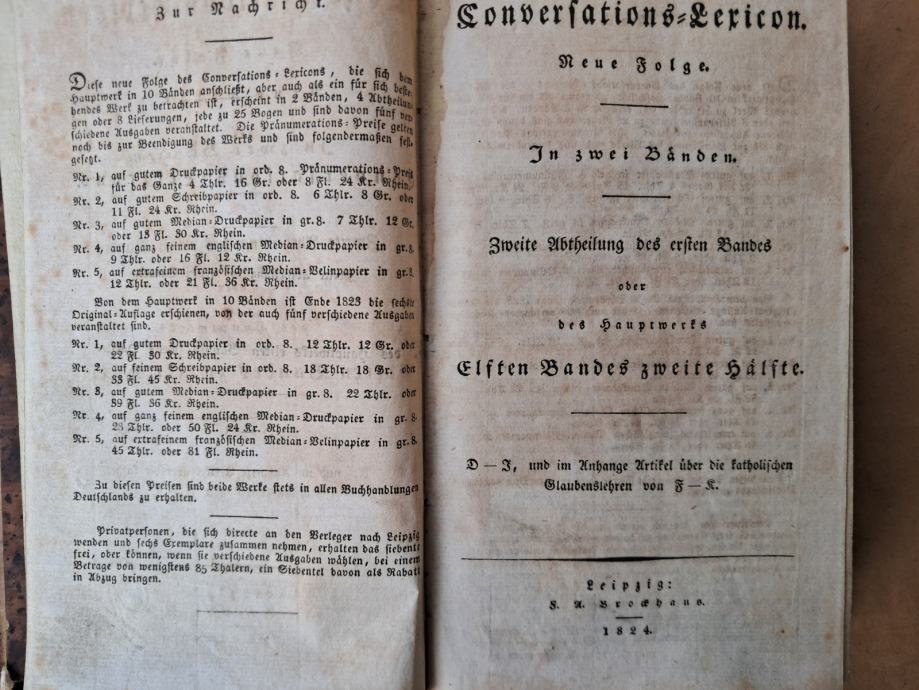 Zur Nachricht.
Diese neue Folge des Conversations-Lexicons, die sich dem
Hauptwerk in 10 Bänden anschließt, aber auch als ein für sich beste-
hendes Werk zu betrachten ist, erscheint in 2 Bänden, 4 Abtheilun-
gen oder 8 Lieferungen, jede zu 25 Bogen und sind davon fünf ver-
schiedene Ausgaben veranstaltet. Die Pränumerations-Preise gelten
noch bis zur Beendigung des Werks und sind folgendermaßen fest-
gesetzt.
Nr. 1, auf gutem Druckpapier in ord. 8. Pränumerations-Preis
für das Ganze 4 Thlr. 16 Gr. oder 8 Fl. 24 Kr. Rhein.
Nr. 2, auf gutem Schreibpapier in ord. 8. 6 Thlr. 8 Gr. oder
11 Fl. 24 Kr. Rhein.
Nr. 3, auf gutem Median-Druckpapier in gr. 8. 7 Thlr. 12 Gr.
oder 13 Fl. 30 Kr. Rhein.
Nr. 4, auf ganz feinem englischen Median-Druckpapier in gr. 8.
9 Thlr. oder 16 Fl. 12 Kr. Rhein.
Nr. 5, auf extrafeinem französischen Median-Velinpapier in gr. 8.
12 Thlr. oder 21 Fl. 36 Kr. Rhein.
Von dem Hauptwerk in 10 Bänden ist Ende 1823 die sechste
Original-Auflage erschienen, von der auch fünf verschiedene Ausgaben
veranstaltet sind.
Nr. 1, auf gutem Druckpapier in ord. 8. 12 Thlr. 12 Gr. oder
22 Fl. 30 Kr. Rhein.
Nr. 2, auf feinem Schreibpapier in ord. 8. 18 Thlr. 18 Gr. oder
33 Fl. 45 Kr. Rhein.
Nr. 3, auf gutem Median-Druckpapier in gr. 8. 22 Thlr. oder
39 Fl. 36 Kr. Rhein.
Nr. 4, auf ganz feinem englischen Median-Druckpapier in gr. 8.
28 Thlr. oder 50 Fl. 24 Kr. Rhein.
Nr. 5, auf extrafeinem französischen Median-Velinpapier in gr. 8.
45 Thlr. oder 81 Fl. Rhein.
Zu diesen Preisen sind beide Werke stets in allen Buchhandlungen
Deutschlands zu erhalten.
Privatpersonen, die sich directe an den Verleger nach Leipzig
wenden und sechs Exemplare zusammen nehmen, erhalten das siebente
frei, oder können, wenn sie verschiedene Ausgaben wählen, bei einem
Betrage von wenigstens 85 Thalern, ein Siebentel davon als Rabatt
in Abzug bringen.
Conversations-Lexicon.
Neue Folge.
In zwei Bänden.
Zweite Abtheilung des ersten Bandes
oder
des Hauptwerks
Elften Bandes zweite Hälfte.
D — J, und im Anhange Artikel über die katholischen
Glaubenslehren von F — K.
Leipzig:
F. A. Brockhaus.
1824.